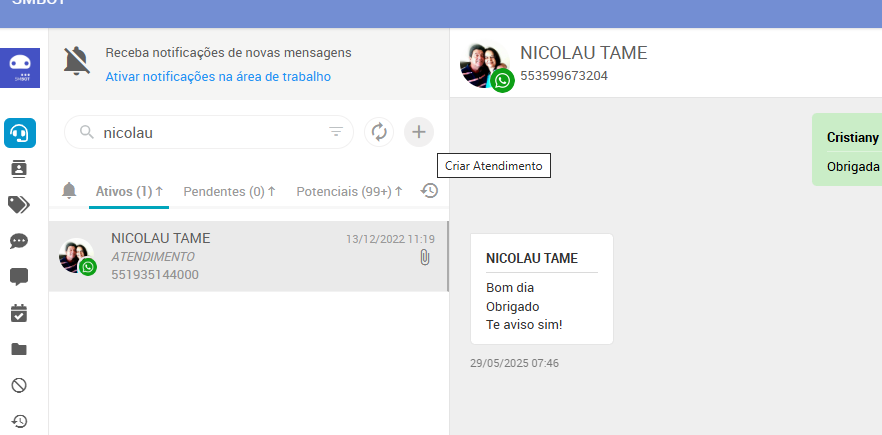 SMBOT
Receba notificações de novas mensagens
Ativar notificações na área de trabalho
SMBOT
nicolau
Criar Atendimento
Ativos (1)↑ Pendentes (0)↑ Potenciais (99+)↑
NICOLAU TAME 13/12/2022 11:19
ATENDIMENTO
551935144000
NICOLAU TAME
553599673204
Cristiany
Obrigada
NICOLAU TAME
Bom dia
Obrigado
Te aviso sim!
29/05/2025 07:46